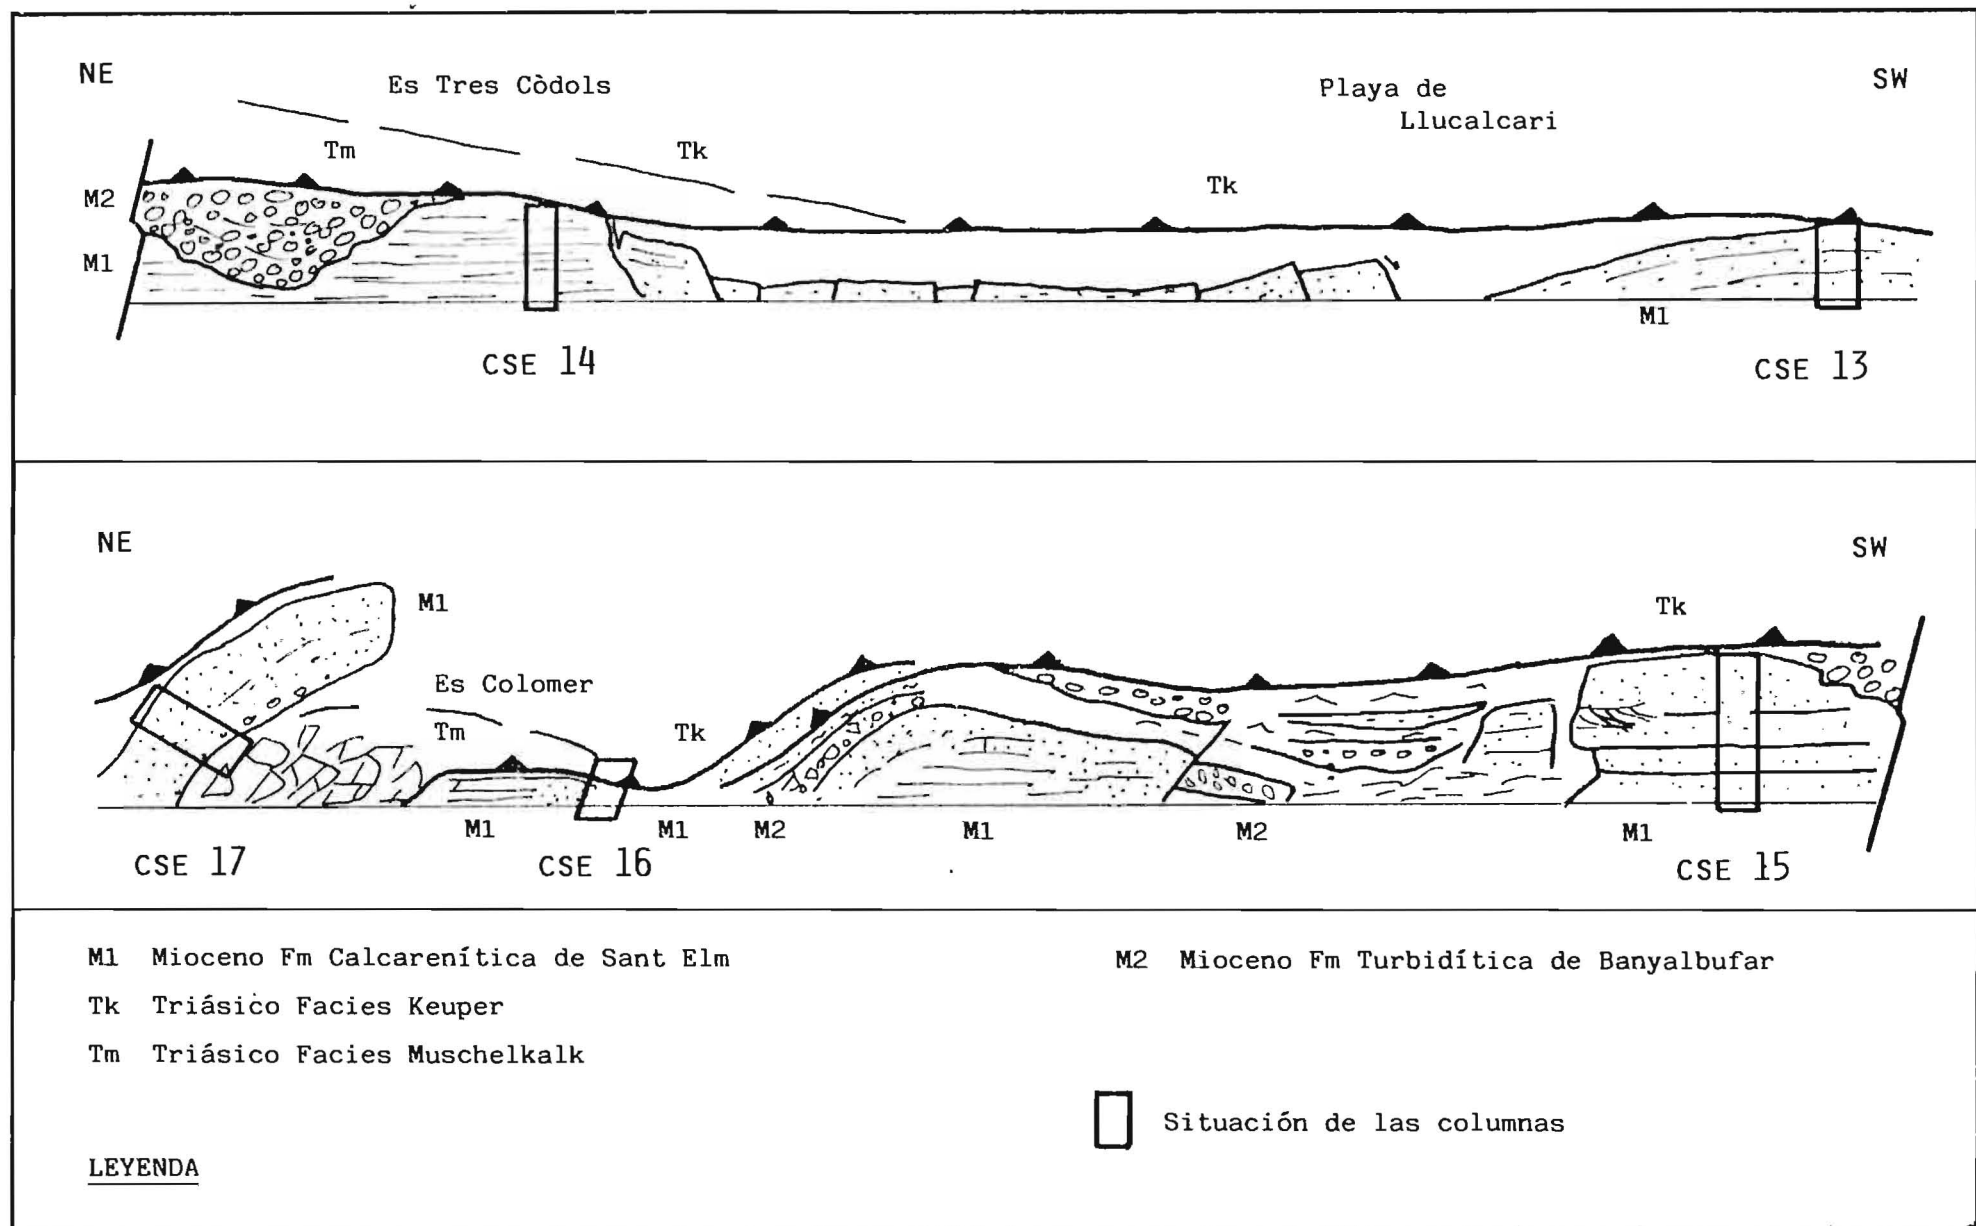 NE
Es Tres Còdols
Playa de
Llucalcari
SW
Tm
Tk
Tk
M2
M1
M1
CSE 14
CSE 13
NE
SW
M1
Tk
Es Colomer
Tm
Tk
M1
M1
M2
M1
M2
M1
CSE 17
CSE 16
CSE 15
M1 Mioceno Fm Calcarenítica de Sant Elm
M2 Mioceno Fm Turbidítica de Banyalbufar
Tk Triásico Facies Keuper
Tm Triásico Facies Muschelkalk
Situación de las columnas
LEYENDA